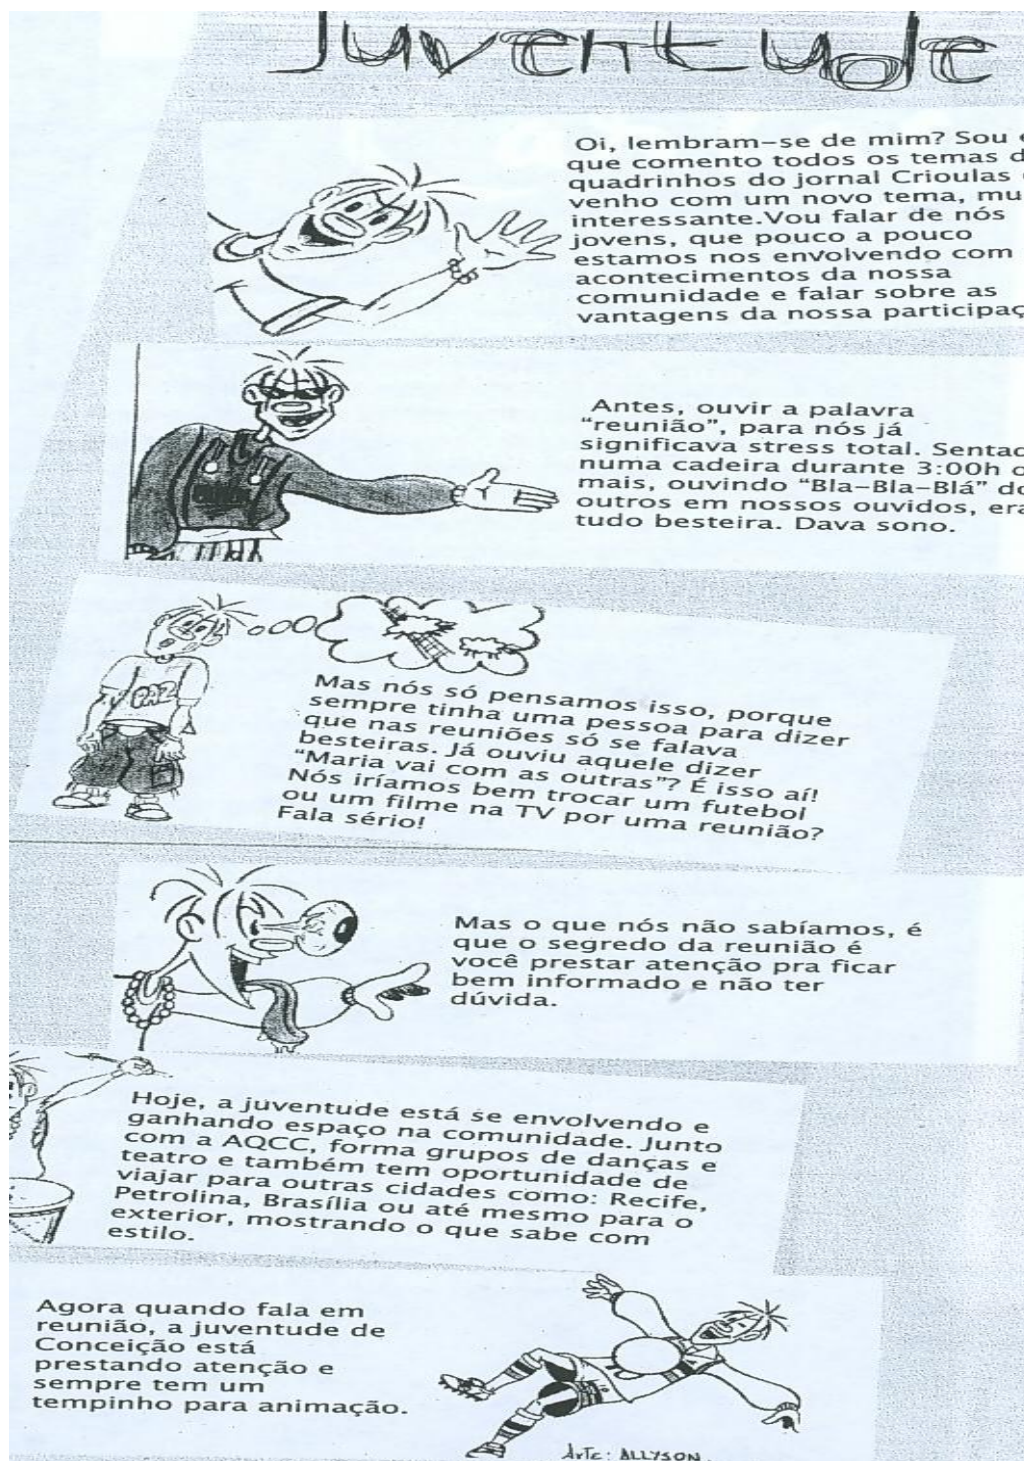 Juventude
Oi, lembram-se de mim? Sou
que comento todos os temas
quadrinhos do jornal Crioulas
venho com um novo tema,
interessante.Vou falar de nós
jovens, que pouco a pouco
estamos nos envolvendo com
acontecimentos da nossa
comunidade e falar sobre as
vantagens da nossa
Antes, ouvir a palavra
“reunião”, para nós já
significava stress total.
numa cadeira durante 3:00h
mais, ouvindo “Bla-Bla-Blá”
outros em nossos ouvidos, era
tudo besteira. Dava sono.
PAZ
Mas nós só pensamos isso, porque
sempre tinha uma pessoa para dizer
que nas reuniões só se falava
besteiras. Já ouviu aquele dizer
“Maria vai com as outras”? É isso aí!
Nós iríamos bem trocar um futebol
ou um filme na TV por uma reunião?
Fala sério!
Mas o que nós não sabíamos, é
que o segredo da reunião é
você prestar atenção pra ficar
bem informado e não ter
dúvida.
Hoje, a juventude está se envolvendo e
ganhando espaço na comunidade. Junto
com a AQCC, forma grupos de danças e
teatro e também tem oportunidade de
viajar para outras cidades como: Recife,
Petrolina, Brasília ou até mesmo para o
exterior, mostrando o que sabe com
estilo.
Agora quando fala em
reunião, a juventude de
Conceição está
prestando atenção e
sempre tem um
tempinho para animação.
Arte: ALLYSON